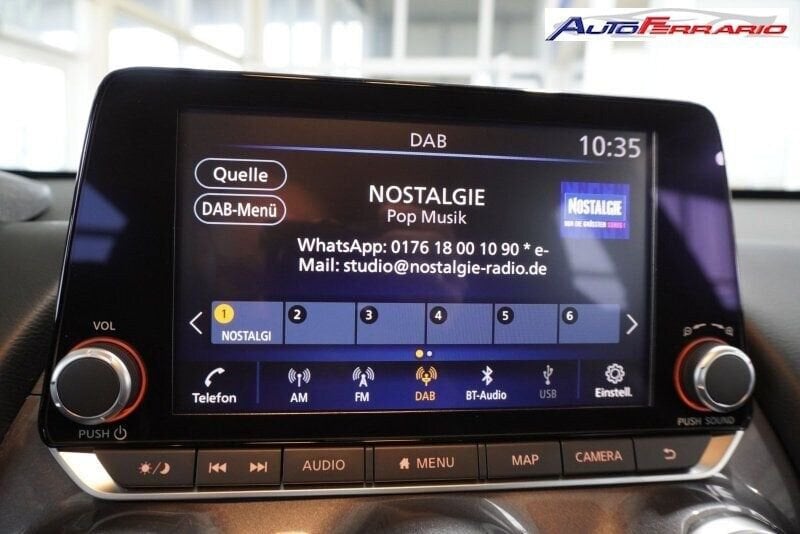 AUTOFERRARIO
DAB
10:35
Quelle
DAB-Menü
NOSTALGIE
Pop Musik
NOSTALGIE
WhatsApp: 0176 18 00 10 90 * e-
Mail: studio@nostalgie-radio.de
1 2 3 4 5 6
NOSTALGI
VOL
Telefon AM FM DAB BT-Audio USB Einstell.
PUSH
PUSH SOUND
AUDIO MENU MAP CAMERA